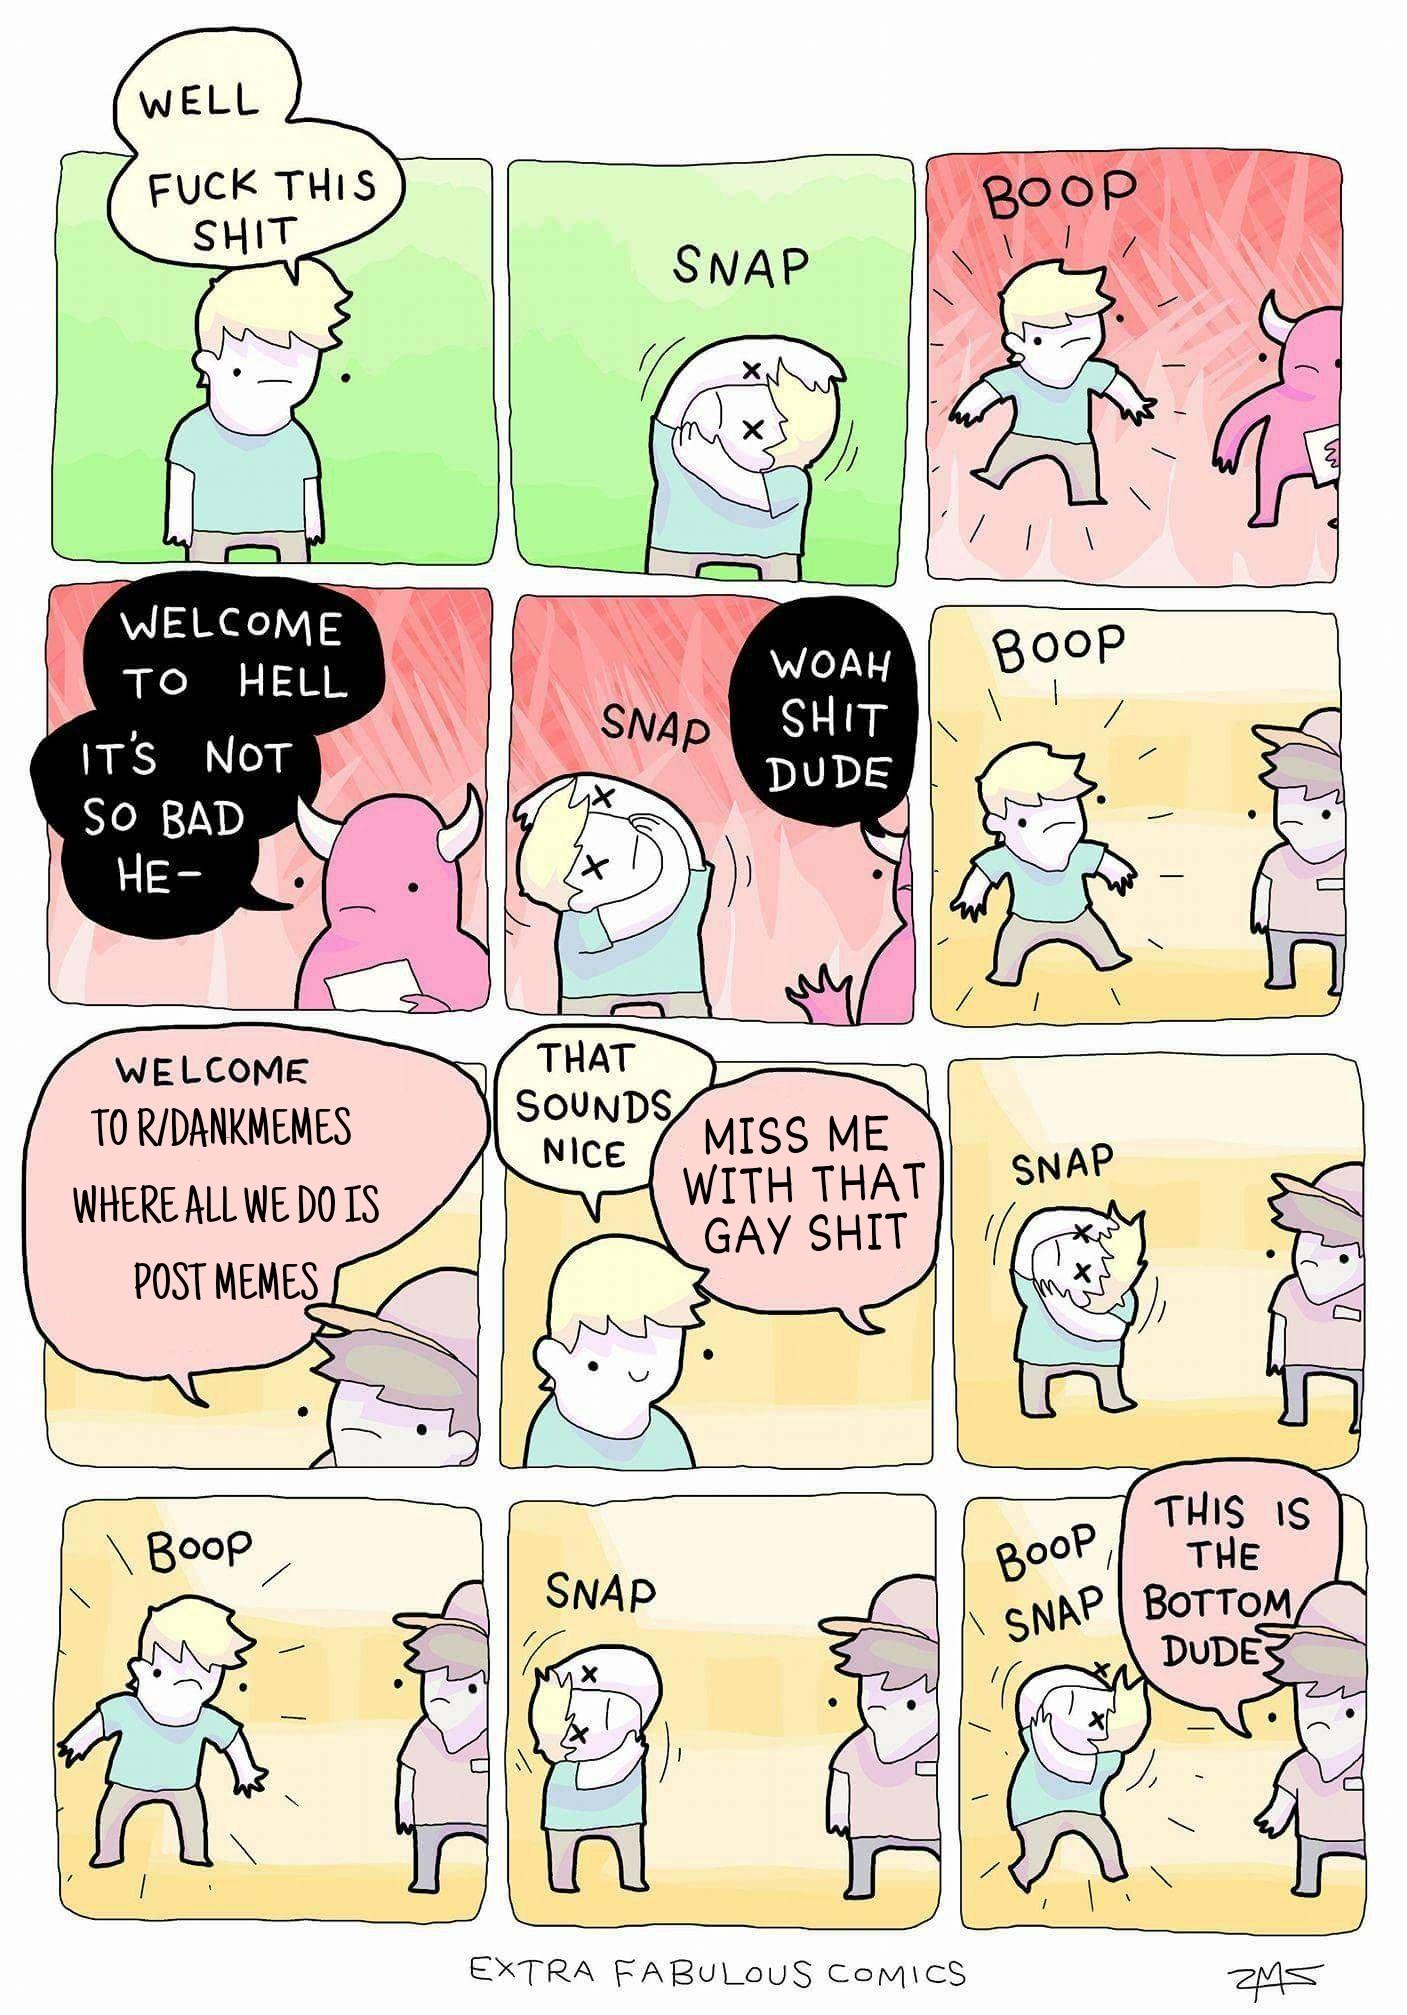 WELL
FUCK THIS
SHIT
SNAP
BOOP
WELCOME
TO HELL
IT'S NOT
SO BAD
HE-
SNAP
WOAH
SHIT
DUDE
BOOP
WELCOME
TO R/DANKMEMES
WHERE ALL WE DO IS
POST MEMES
THAT
SOUNDS
NICE
MISS ME
WITH THAT
GAY SHIT
SNAP
BOOP
SNAP
BOOP
SNAP
THIS IS
THE
BOTTOM
DUDE
EXTRA FABULOUS COMICS
ZMS